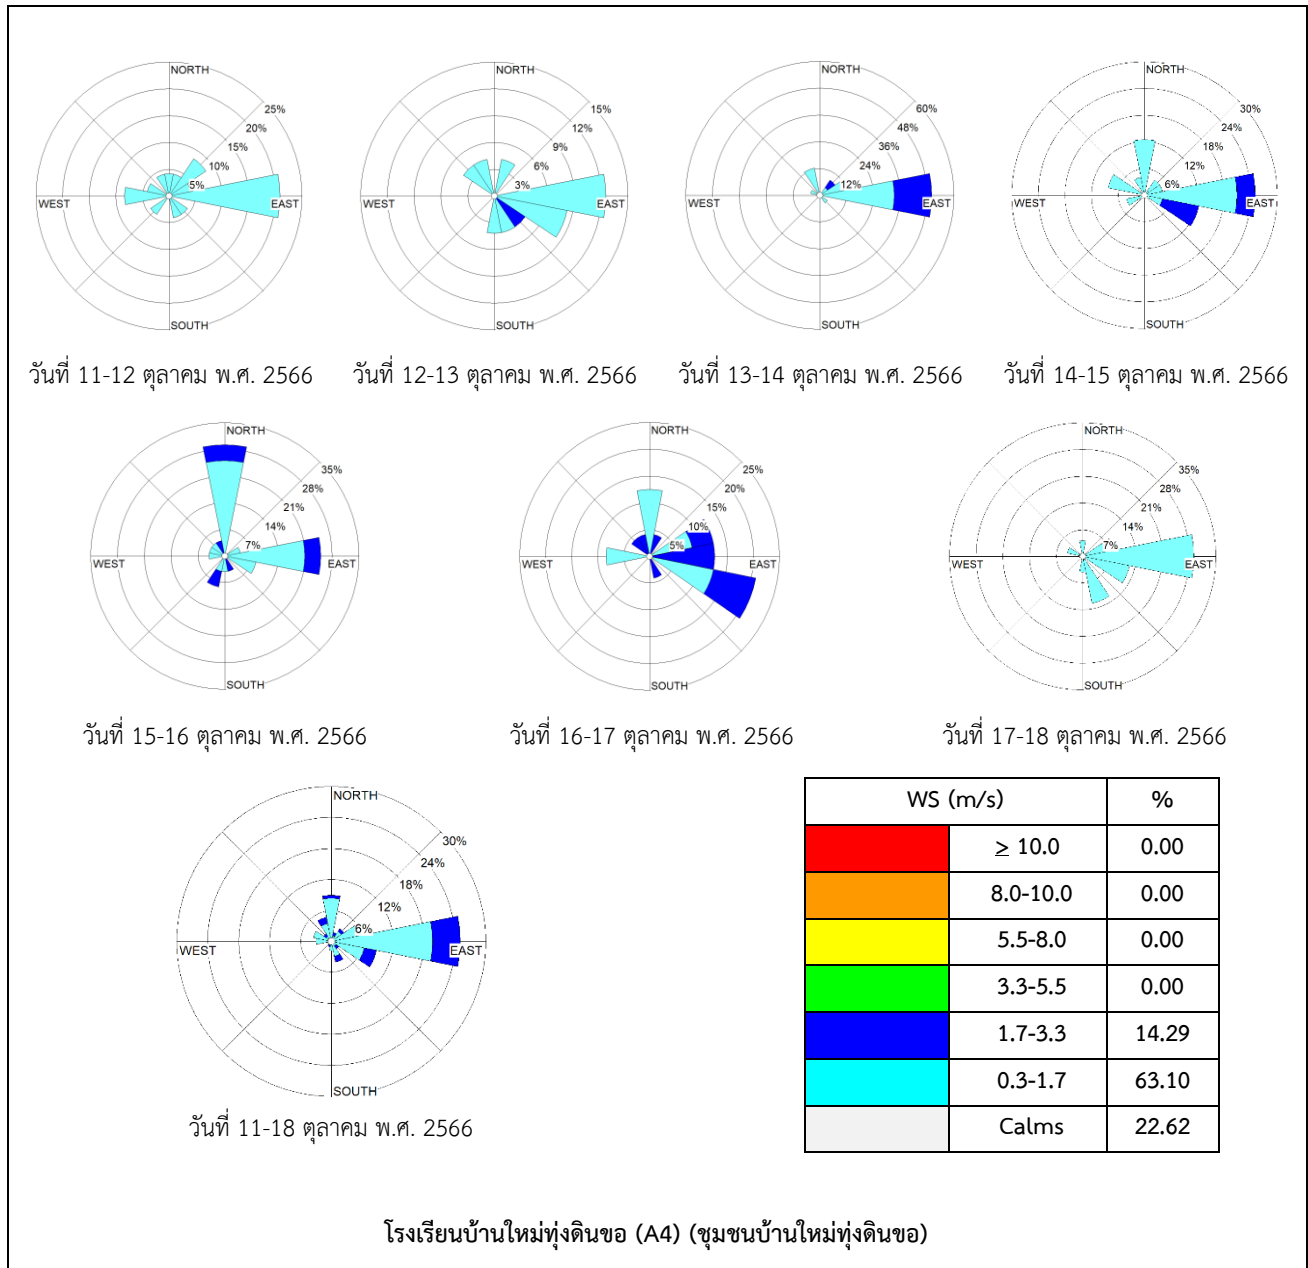 NORTH
25%
20%
15%
10%
5%
WEST
EAST
SOUTH
วันที่ 11-12 ตุลาคม พ.ศ. 2566
NORTH
15%
12%
9%
6%
3%
WEST
EAST
SOUTH
วันที่ 12-13 ตุลาคม พ.ศ. 2566
NORTH
60%
48%
36%
24%
12%
WEST
EAST
SOUTH
วันที่ 13-14 ตุลาคม พ.ศ. 2566
NORTH
30%
24%
18%
12%
6%
WEST
EAST
SOUTH
วันที่ 14-15 ตุลาคม พ.ศ. 2566
NORTH
35%
28%
21%
14%
7%
WEST
EAST
SOUTH
วันที่ 15-16 ตุลาคม พ.ศ. 2566
NORTH
25%
20%
15%
10%
5%
WEST
EAST
SOUTH
วันที่ 16-17 ตุลาคม พ.ศ. 2566
NORTH
35%
28%
21%
14%
7%
WEST
EAST
SOUTH
วันที่ 17-18 ตุลาคม พ.ศ. 2566
NORTH
30%
24%
18%
12%
6%
WEST
EAST
SOUTH
วันที่ 11-18 ตุลาคม พ.ศ. 2566
WS (m/s) %
≥ 10.0 0.00
8.0-10.0 0.00
5.5-8.0 0.00
3.3-5.5 0.00
1.7-3.3 14.29
0.3-1.7 63.10
Calms 22.62
โรงเรียนบ้านใหม่ทุ่งดินขอ (A4) (ชุมชนบ้านใหม่ทุ่งดินขอ)